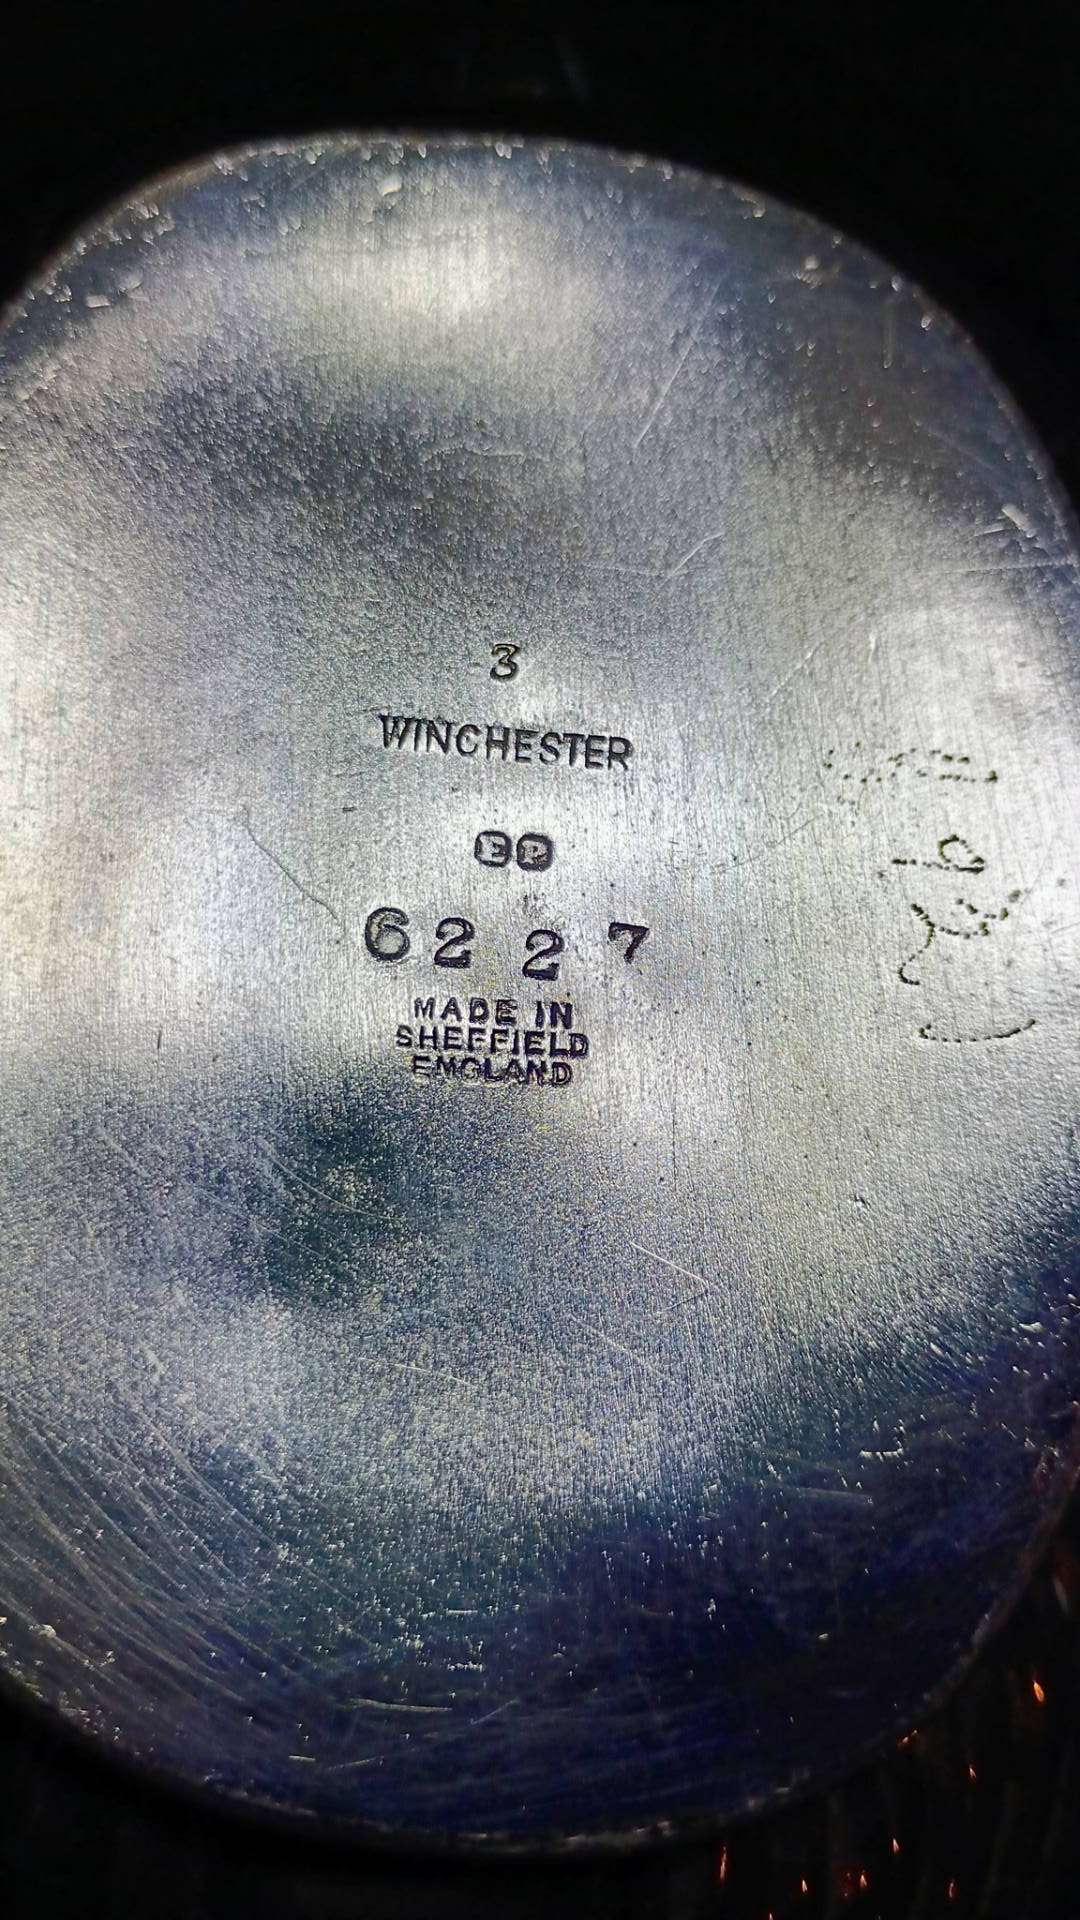 3
WINCHESTER
EP
6227
MADE IN
SHEFFIELD
ENGLAND